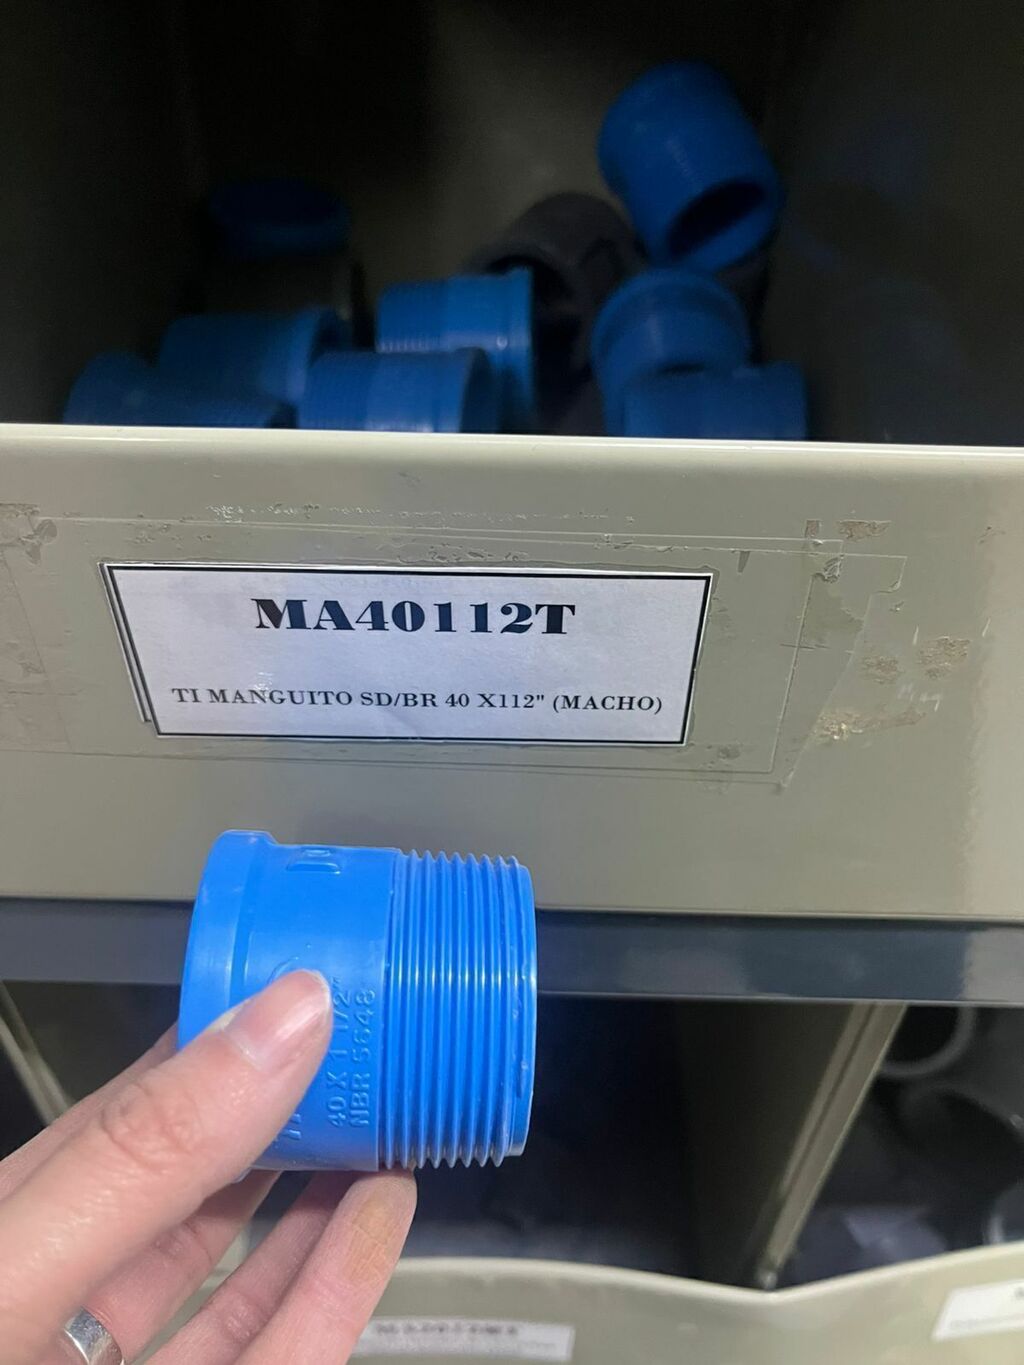 MA40112T
TI MANGUITO SD/BR 40 X112" (MACHO)
40 X 1 1/2"
NBR 5648